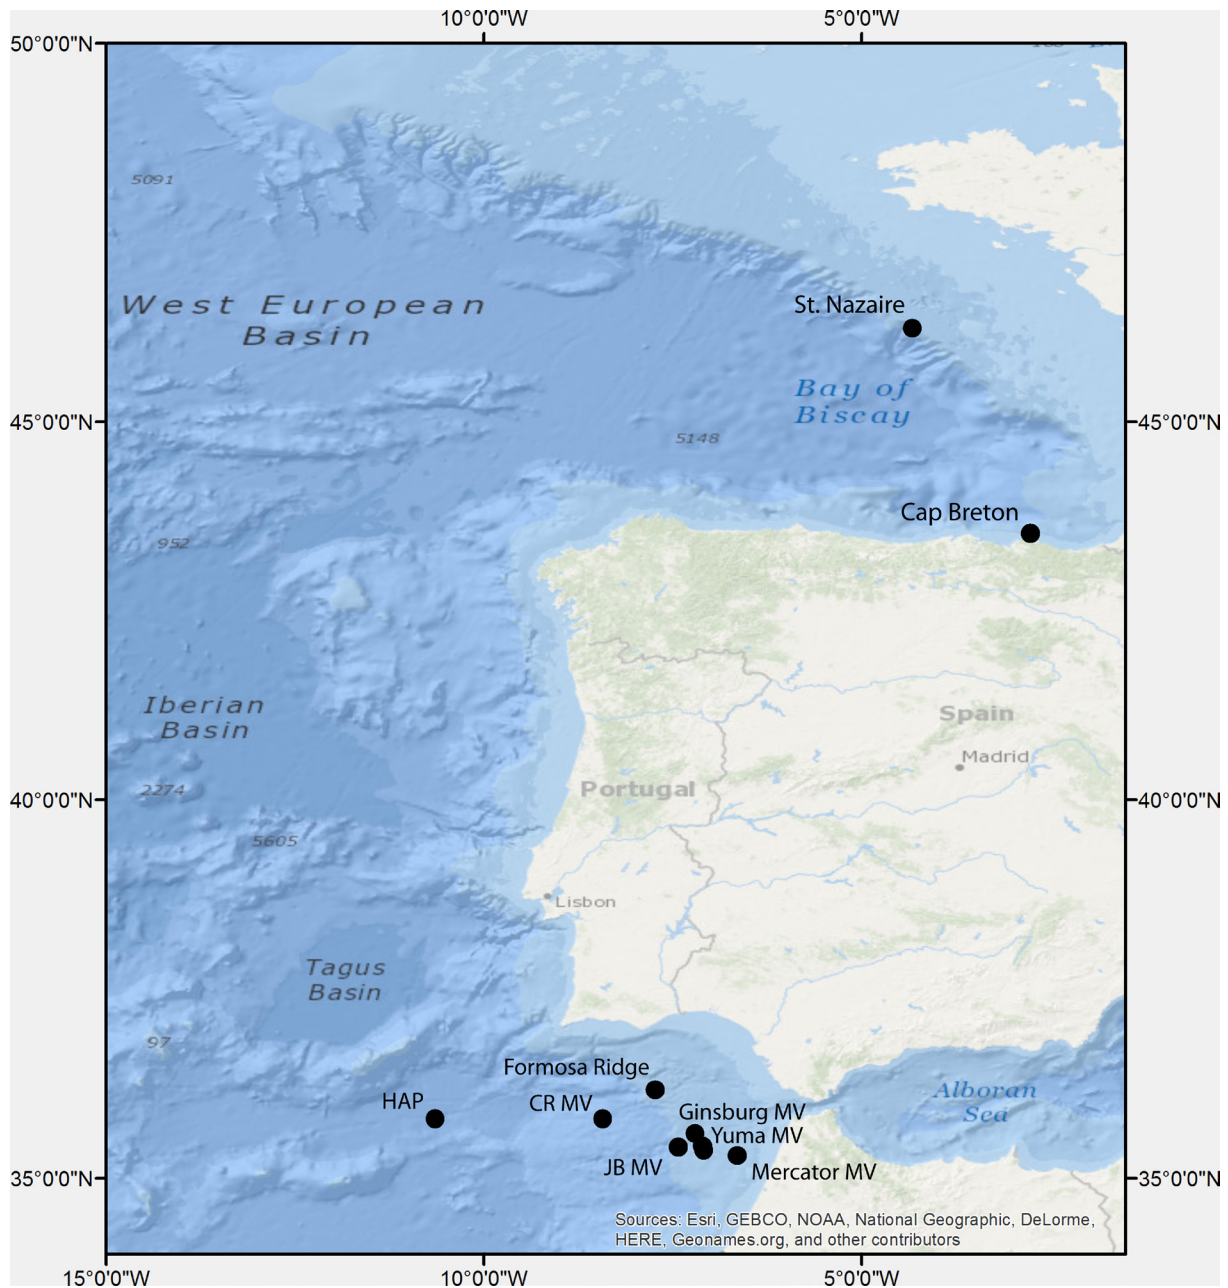 10°0'0"W
5°0'0"W
50°0'0"N
5091
West European
Basin
St. Nazaire
Bay of
Biscay
45°0'0"N
45°0'0"N
5148
Cap Breton
952
Iberian
Basin
Spain
Madrid
Portugal
2274
40°0'0"N
40°0'0"N
5605
Lisbon
Tagus
Basin
97
Formosa Ridge
Alboran
Sea
HAP
CR MV
Ginsburg MV
Yuma MV
JB MV
Mercator MV
35°0'0"N
35°0'0"N
Sources: Esri, GEBCO, NOAA, National Geographic, DeLorme,
HERE, Geonames.org, and other contributors
15°0'0"W
10°0'0"W
5°0'0"W